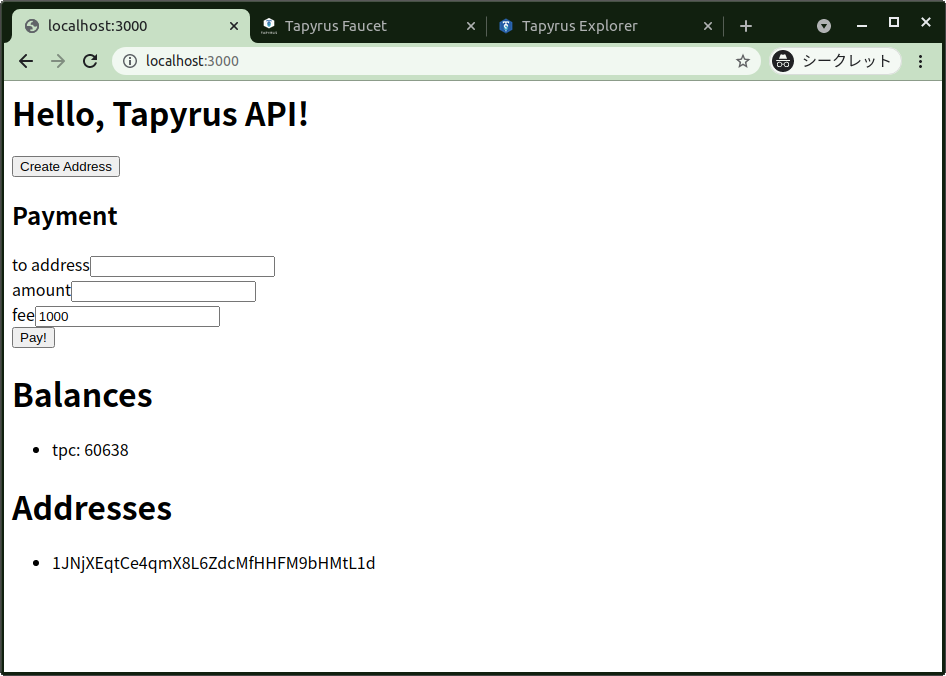 localhost:3000
Tapyrus Faucet
Tapyrus Explorer
localhost:3000
シークレット
Hello, Tapyrus API!
Create Address
Payment
to address
amount
fee 1000
Pay!
Balances
tpc: 60638
Addresses
1JNjXEqtCe4qmX8L6ZdcMfHHFM9bHMtL1d